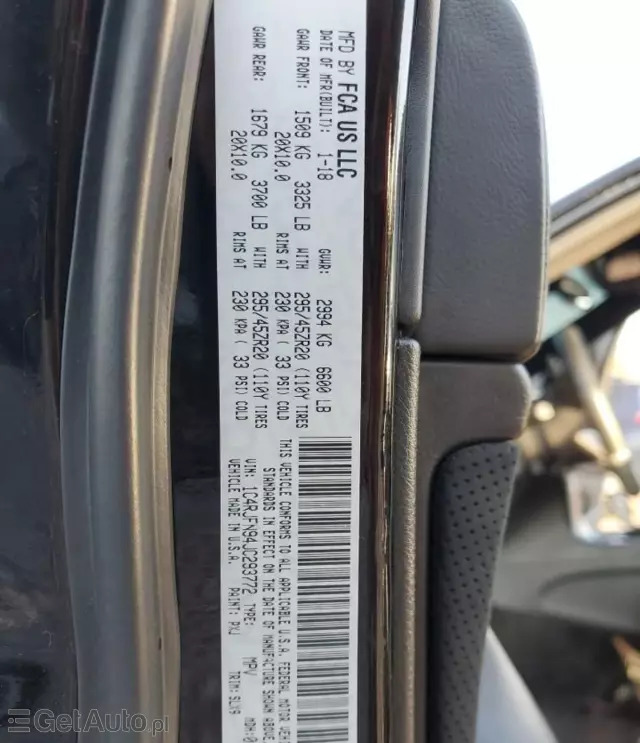 MFD BY FCA US LLC
DATE OF MFR(BUILT): 1-18 GVWR: 2994 KG 6600 LB
GAWR FRONT: 1509 KG 3325 LB WITH 295/45ZR20 (110Y TIRES
20X10.0 RIMS AT 230 KPA ( 33 PSI) COLD
GAWR REAR: 1679 KG 3700 LB WITH 295/45ZR20 (110Y TIRES
20X10.0 RIMS AT 230 KPA ( 33 PSI) COLD
THIS VEHICLE CONFORMS TO ALL APPLICABLE U.S.A. FEDERAL MOTOR
STANDARDS IN EFFECT ON THE DATE OF MANUFACTURE SHOWN ABOVE.
VIN: 1C4RJFN94JC293772 TYPE: MPV MDH:0
VEHICLE MADE IN U.S.A. PAINT: PXJ TRIM: SLX9
GetAuto.pl